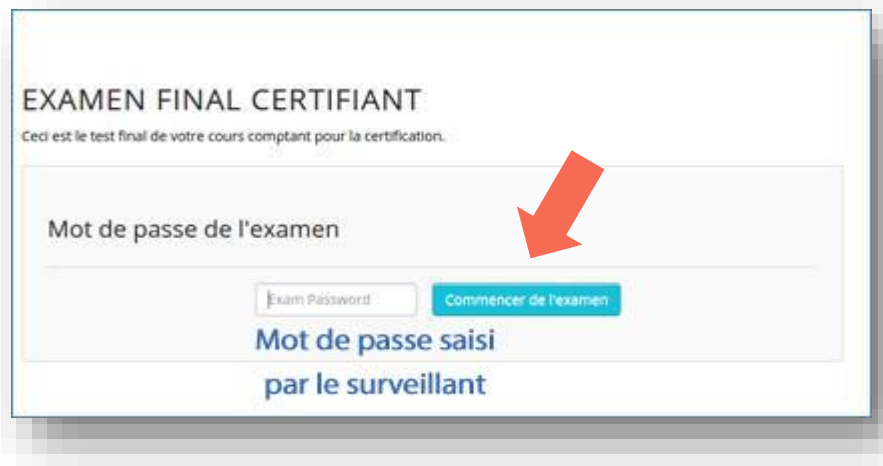 EXAMEN FINAL CERTIFIANT
Ceci est le test final de votre cours comptant pour la certification.
Mot de passe de l'examen
Exam Password
Commencer de l'examen
Mot de passe saisi
par le surveillant